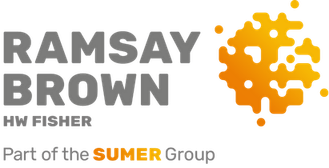 RAMSAY
BROWN
HW FISHER
Part of the SUMER Group